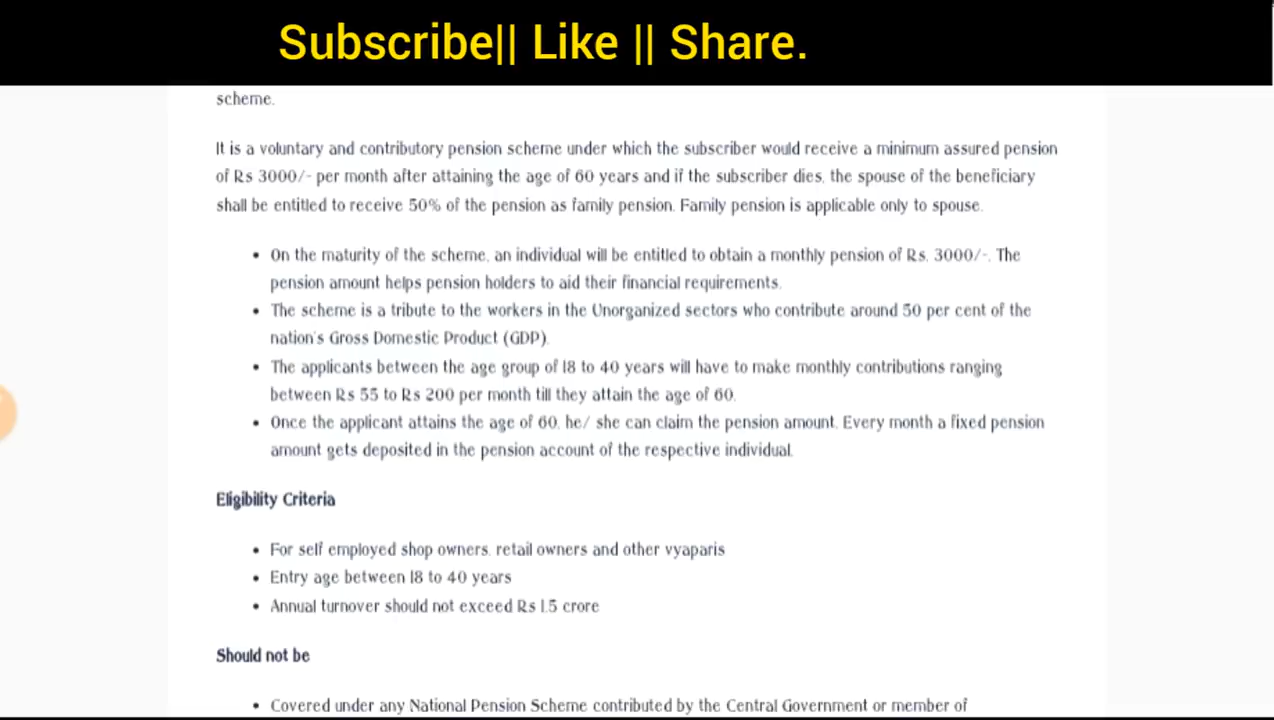 Subscribe|| Like || Share.
scheme.
It is a voluntary and contributory pension scheme under which the subscriber would receive a minimum assured pension
of Rs 3000/- per month after attaining the age of 60 years and if the subscriber dies, the spouse of the beneficiary
shall be entitled to receive 50% of the pension as family pension. Family pension is applicable only to spouse.
• On the maturity of the scheme, an individual will be entitled to obtain a monthly pension of Rs. 3000/-. The
pension amount helps pension holders to aid their financial requirements.
• The scheme is a tribute to the workers in the Unorganized sectors who contribute around 50 per cent of the
nation's Gross Domestic Product (GDP).
• The applicants between the age group of 18 to 40 years will have to make monthly contributions ranging
between Rs 55 to Rs 200 per month till they attain the age of 60.
• Once the applicant attains the age of 60, he/ she can claim the pension amount. Every month a fixed pension
amount gets deposited in the pension account of the respective individual.
Eligibility Criteria
• For self employed shop owners, retail owners and other vyaparis
• Entry age between 18 to 40 years
• Annual turnover should not exceed Rs 1.5 crore
Should not be
• Covered under any National Pension Scheme contributed by the Central Government or member of